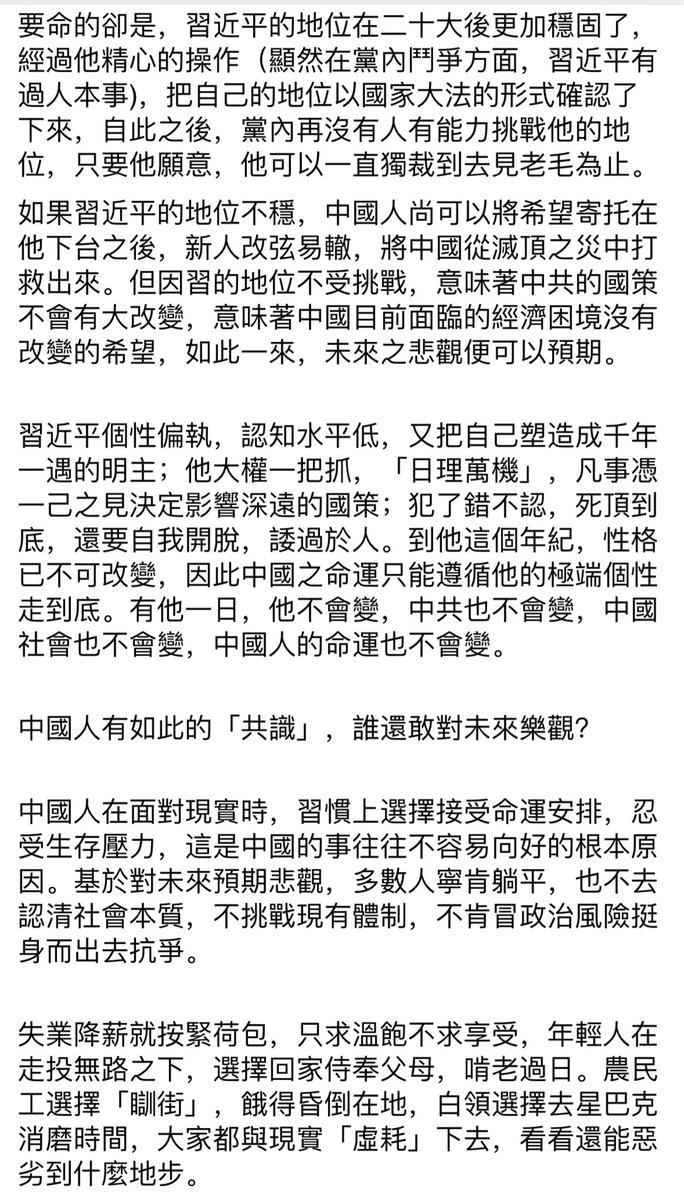 要命的卻是，習近平的地位在二十大後更加穩固了，
經過他精心的操作（顯然在黨內鬥爭方面，習近平有
過人本事)，把自己的地位以國家大法的形式確認了
下來，自此之後，黨內再沒有人有能力挑戰他的地
位，只要他願意，他可以一直獨裁到去見老毛為止。
如果習近平的地位不穩，中國人尚可以將希望寄托在
他下台之後，新人改弦易轍，將中國從滅頂之災中打
救出來。但因習的地位不受挑戰，意味著中共的國策
不會有大改變，意味著中國目前面臨的經濟困境沒有
改變的希望，如此一來，未來之悲觀便可以預期。
習近平個性偏執，認知水平低，又把自己塑造成千年
一遇的明主；他大權一把抓，「日理萬機」，凡事憑
一己之見決定影響深遠的國策；犯了錯不認，死頂到
底，還要自我開脫，諉過於人。到他這個年紀，性格
已不可改變，因此中國之命運只能遵循他的極端個性
走到底。有他一日，他不會變，中共也不會變，中國
社會也不會變，中國人的命運也不會變。
中國人有如此的「共識」，誰還敢對未來樂觀?
中國人在面對現實時，習慣上選擇接受命運安排，忍
受生存壓力，這是中國的事往往不容易向好的根本原
因。基於對未來預期悲觀，多數人寧肯躺平，也不去
認清社會本質，不挑戰現有體制，不肯冒政治風險挺
身而出去抗爭。
失業降薪就按緊荷包，只求溫飽不求享受，年輕人在
走投無路之下，選擇回家侍奉父母，啃老過日。農民
工選擇「瞓街」，餓得昏倒在地，白領選擇去星巴克
消磨時間，大家都與現實「虛耗」下去，看看還能惡
劣到什麼地步。